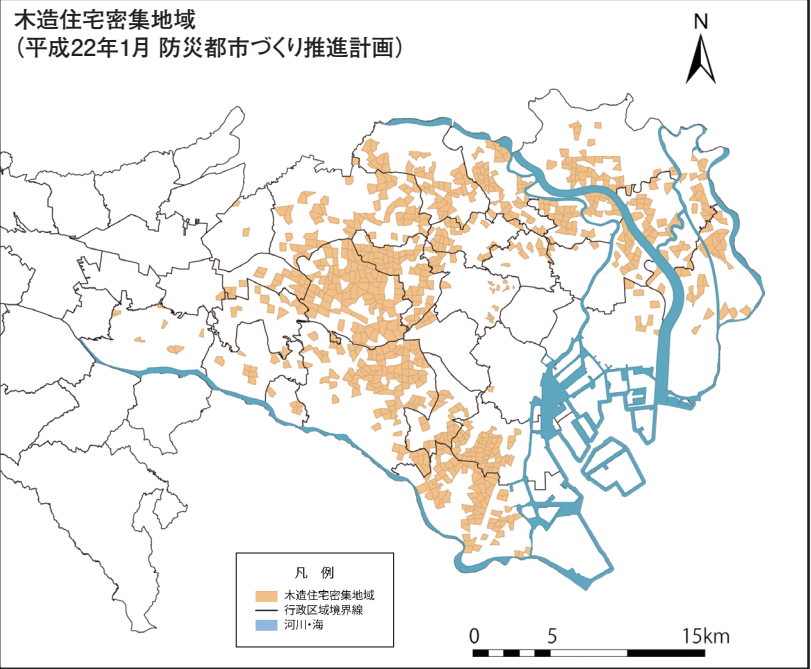 木造住宅密集地域
（平成22年1月 防災都市づくり推進計画）
N
凡 例
木造住宅密集地域
行政区域境界線
河川・海
0 5 15km